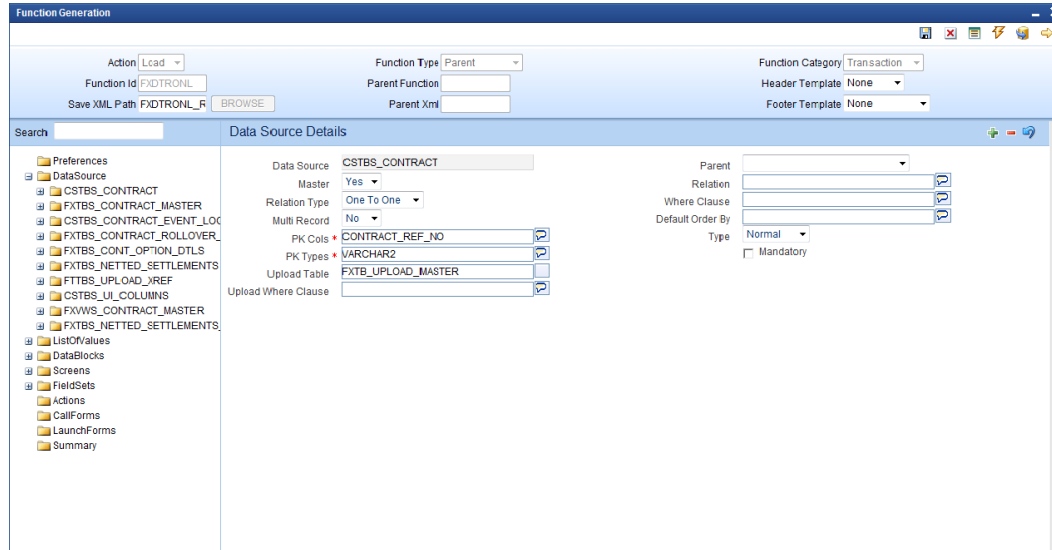 Function Generation
Action Load Function Type Parent Function Category Transaction
Function Id FXDTRONL Parent Function Header Template None
Save XML Path FXDTRONL_R BROWSE Parent Xml Footer Template None
Search Data Source Details
Preferences
DataSource
CSTBS_CONTRACT
FXTBS_CONTRACT_MASTER
CSTBS_CONTRACT_EVENT_LOG
FXTBS_CONTRACT_ROLLOVER_
FXTBS_CONT_OPTION_DTLS
FXTBS_NETTED_SETTLEMENTS
FTTBS_UPLOAD_XREF
CSTBS_UI_COLUMNS
FXVWS_CONTRACT_MASTER
FXTBS_NETTED_SETTLEMENTS_
ListOfValues
DataBlocks
Screens
FieldSets
Actions
CallForms
LaunchForms
Summary
Data Source CSTBS_CONTRACT
Master Yes
Relation Type One To One
Multi Record No
PK Cols * CONTRACT_REF_NO
PK Types * VARCHAR2
Upload Table FXTB_UPLOAD_MASTER
Upload Where Clause
Parent
Relation
Where Clause
Default Order By
Type Normal
Mandatory